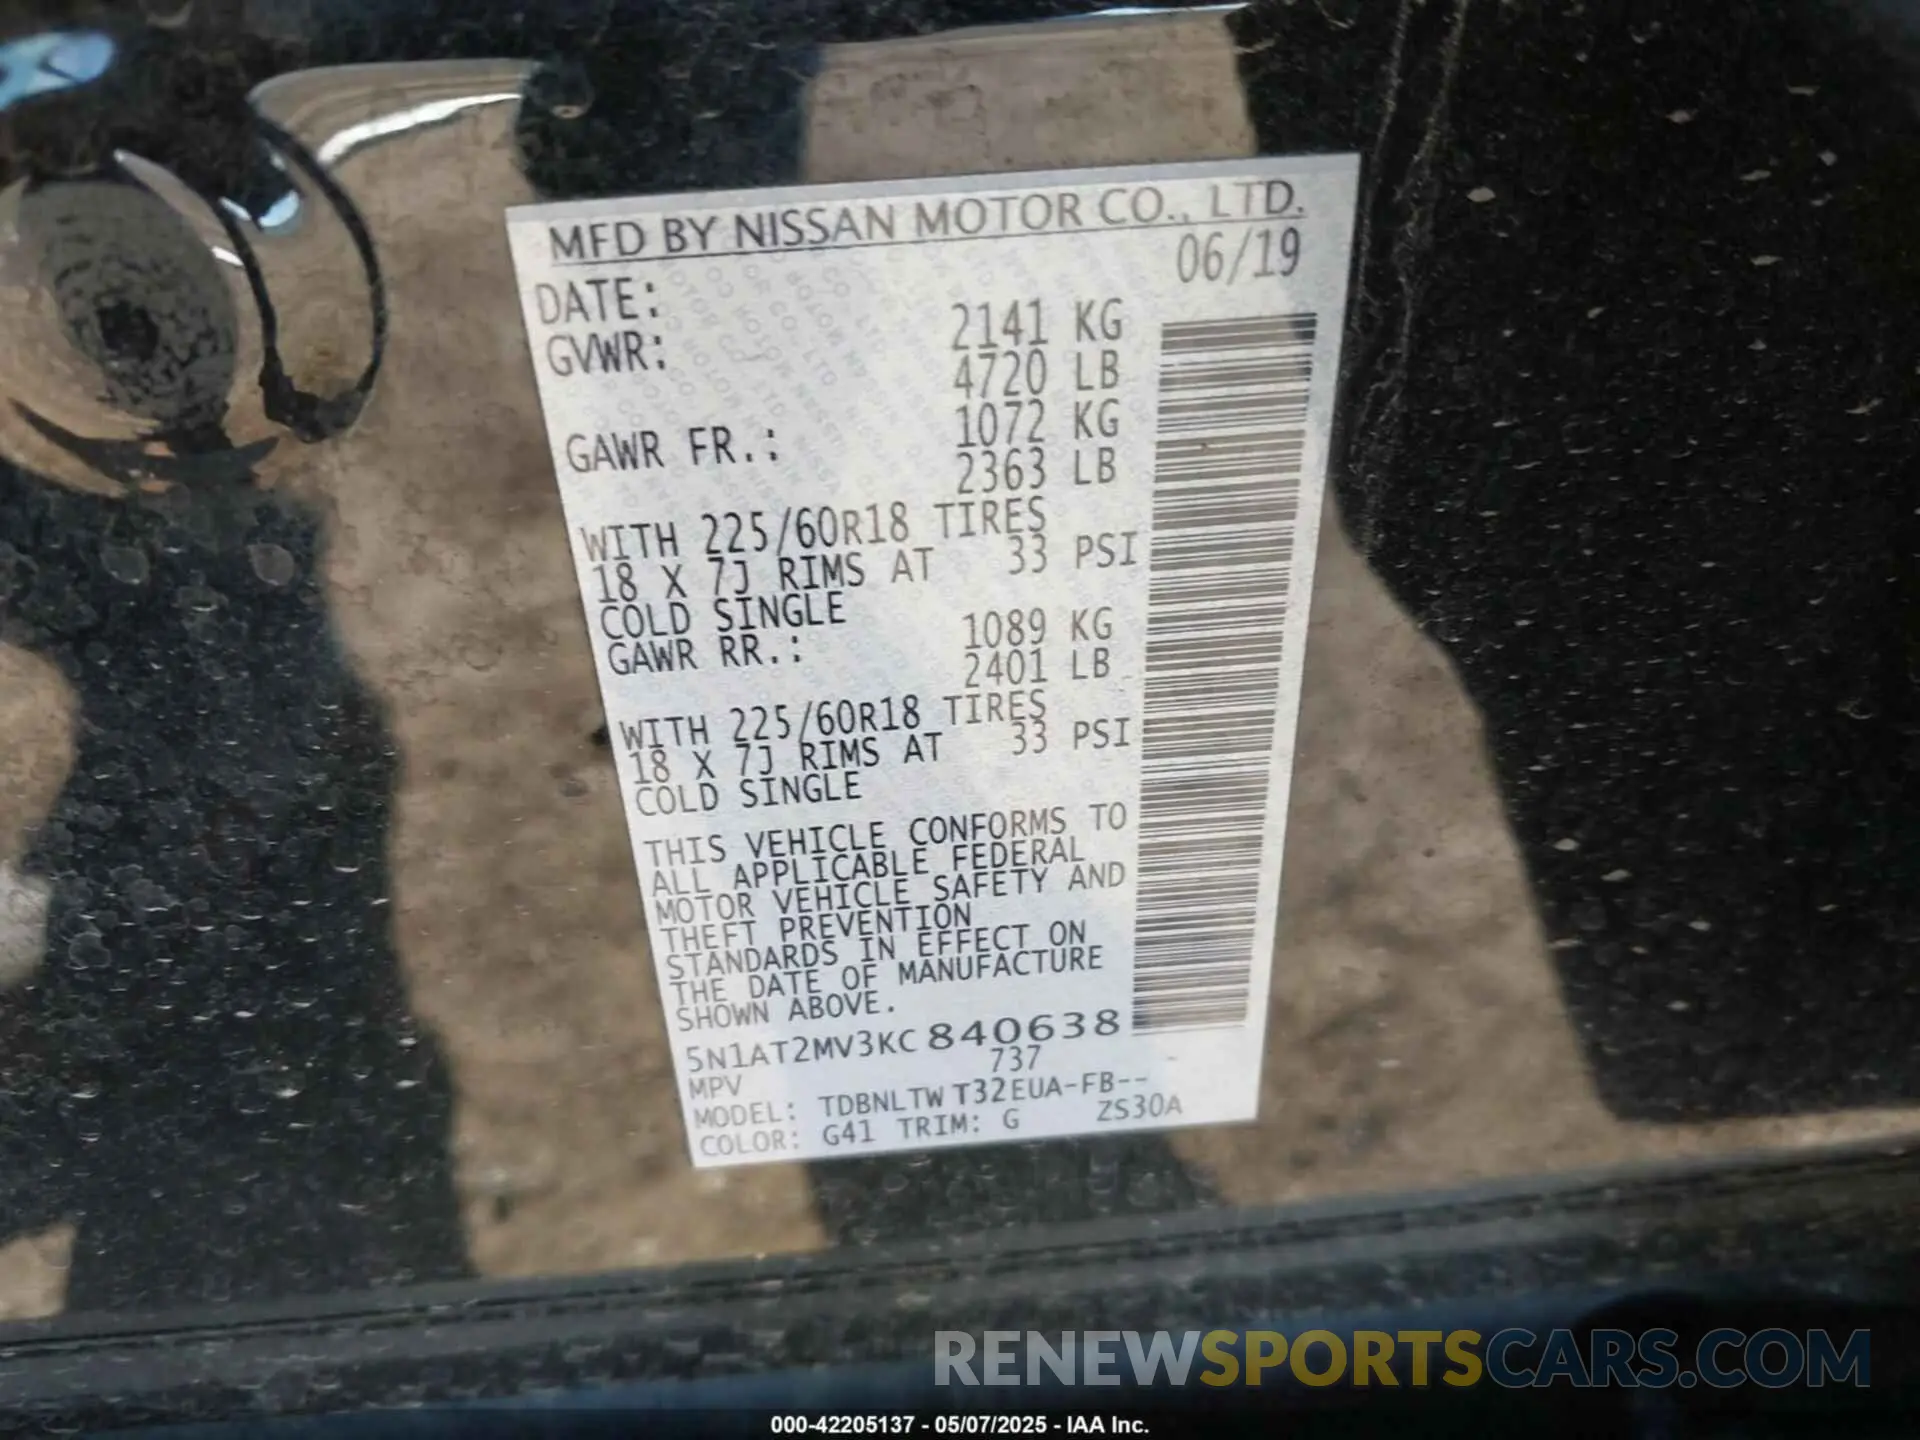 MFD BY NISSAN MOTOR CO., LTD.
DATE: 06/19
GVWR: 2141 KG
4720 LB
GAWR FR.: 1072 KG
2363 LB
WITH 225/60R18 TIRES
18 X 7J RIMS AT 33 PSI
COLD SINGLE
GAWR RR.: 1089 KG
2401 LB
WITH 225/60R18 TIRES
18 X 7J RIMS AT 33 PSI
COLD SINGLE
THIS VEHICLE CONFORMS TO
ALL APPLICABLE FEDERAL
MOTOR VEHICLE SAFETY AND
THEFT PREVENTION
STANDARDS IN EFFECT ON
THE DATE OF MANUFACTURE
SHOWN ABOVE.
5N1AT2MV3KC840638
MPV 737
MODEL: TDBNLTWT32EUA-FB--
COLOR: G41 TRIM: G ZS30A
RENEWSPORTSCARS.COM
000-42205137 - 05/07/2025 - IAA Inc.